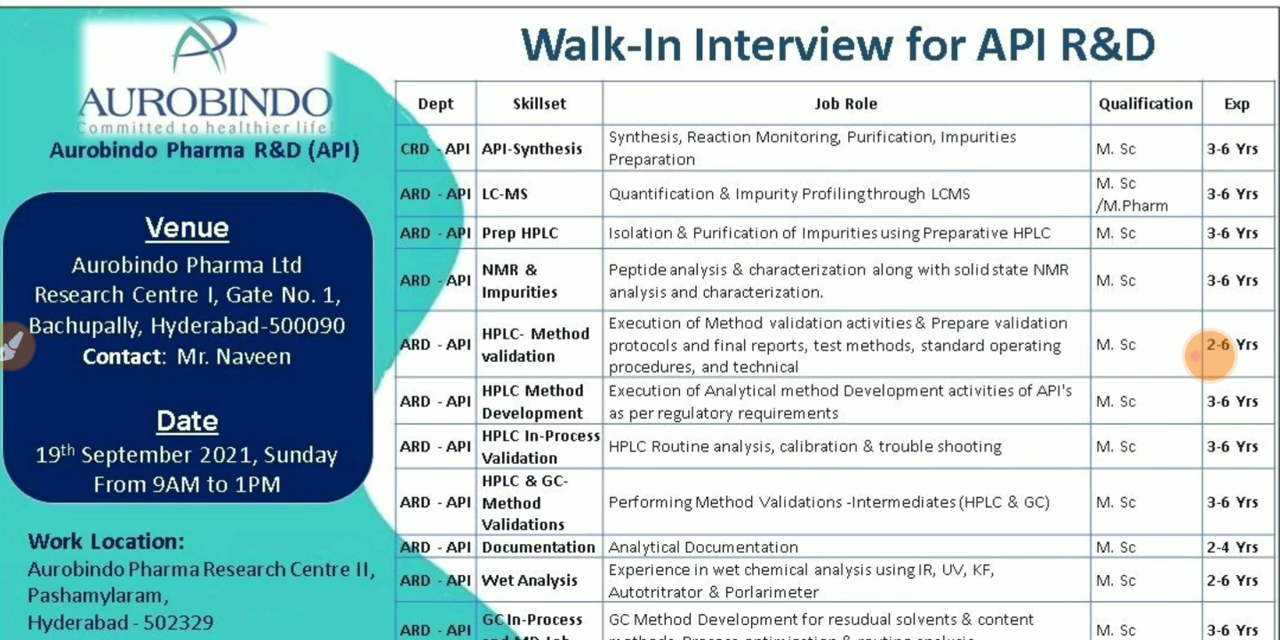 AUROBINDO
Committed to healthier life!
Aurobindo Pharma R&D (API)
Venue
Aurobindo Pharma Ltd
Research Centre I, Gate No. 1,
Bachupally, Hyderabad-500090
Contact: Mr. Naveen
Date
19th September 2021, Sunday
From 9AM to 1PM
Work Location:
Aurobindo Pharma Research Centre II,
Pashamylaram,
Hyderabad - 502329
Walk-In Interview for API R&D
Dept Skillset Job Role Qualification Exp
CRD - API API-Synthesis Synthesis, Reaction Monitoring, Purification, Impurities
Preparation M. Sc 3-6 Yrs
ARD - API LC-MS Quantification & Impurity Profiling through LCMS M. Sc
/M.Pharm 3-6 Yrs
ARD - API Prep HPLC Isolation & Purification of Impurities using Preparative HPLC M. Sc 3-6 Yrs
ARD - API NMR &
Impurities Peptide analysis & characterization along with solid state NMR
analysis and characterization. M. Sc 3-6 Yrs
ARD - API HPLC- Method
validation Execution of Method validation activities & Prepare validation
protocols and final reports, test methods, standard operating
procedures, and technical M. Sc 2-6 Yrs
ARD - API HPLC Method
Development Execution of Analytical method Development activities of API's
as per regulatory requirements M. Sc 3-6 Yrs
ARD - API HPLC In-Process
Validation HPLC Routine analysis, calibration & trouble shooting M. Sc 3-6 Yrs
ARD - API HPLC & GC-
Method
Validations Performing Method Validations -Intermediates (HPLC & GC) M. Sc 3-6 Yrs
ARD - API Documentation Analytical Documentation M. Sc 2-4 Yrs
ARD - API Wet Analysis Experience in wet chemical analysis using IR, UV, KF,
Autotritrator & Porlarimeter M. Sc 2-6 Yrs
ARD - API GC In-Process GC Method Development for resudual solvents & content M. Sc 3-6 Yrs